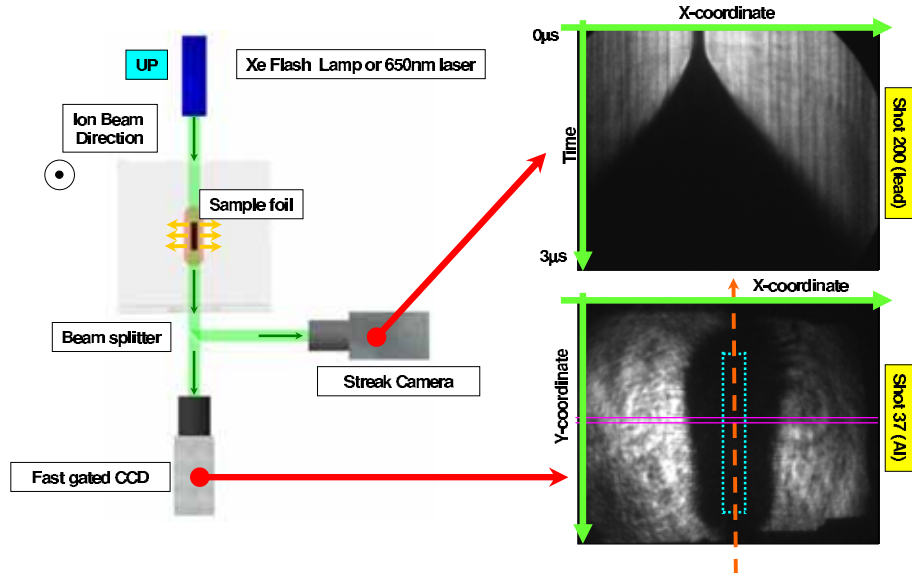 UP
Xe Flash Lamp or 650nm laser
Ion Beam
Direction
Sample foil
Beam splitter
Streak Camera
Fast gated CCD
X-coordinate
0μs
Time
3μs
Shot 200 (lead)
X-coordinate
Y-coordinate
Shot 37 (Al)